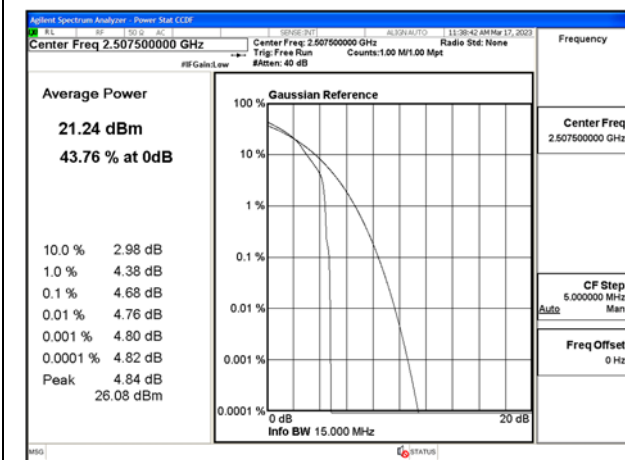 Agilent Spectrum Analyzer - Power Stat CCDF
RL RF 50 Ω AC SENSE:INT ALIGNAUTO 11:38:42 AM Mar 17, 2023
Center Freq 2.507500000 GHz
Center Freq: 2.507500000 GHz Radio Std: None
Trig: Free Run Counts:1.00 M/1.00 Mpt
#IFGain:Low #Atten: 40 dB
Frequency
Average Power
21.24 dBm
43.76 % at 0dB
10.0 % 2.98 dB
1.0 % 4.38 dB
0.1 % 4.68 dB
0.01 % 4.76 dB
0.001 % 4.80 dB
0.0001 % 4.82 dB
Peak 4.84 dB
26.08 dBm
Gaussian Reference
100 %
10 %
1 %
0.1 %
0.01 %
0.001 %
0.0001 %
0 dB 20 dB
Info BW 15.000 MHz
Center Freq
2.507500000 GHz
CF Step
5.000000 MHz
Auto Man
Freq Offset
0 Hz
MSG STATUS